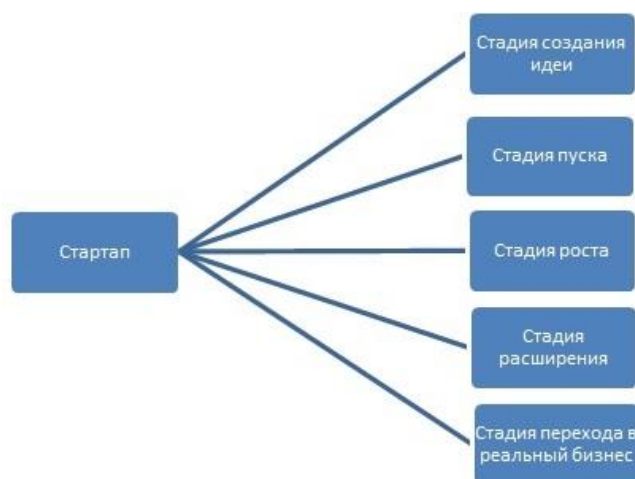 Стадия создания
идеи
Стадия пуска
Стартап
Стадия роста
Стадия
расширения
Стадия перехода в
реальный бизнес